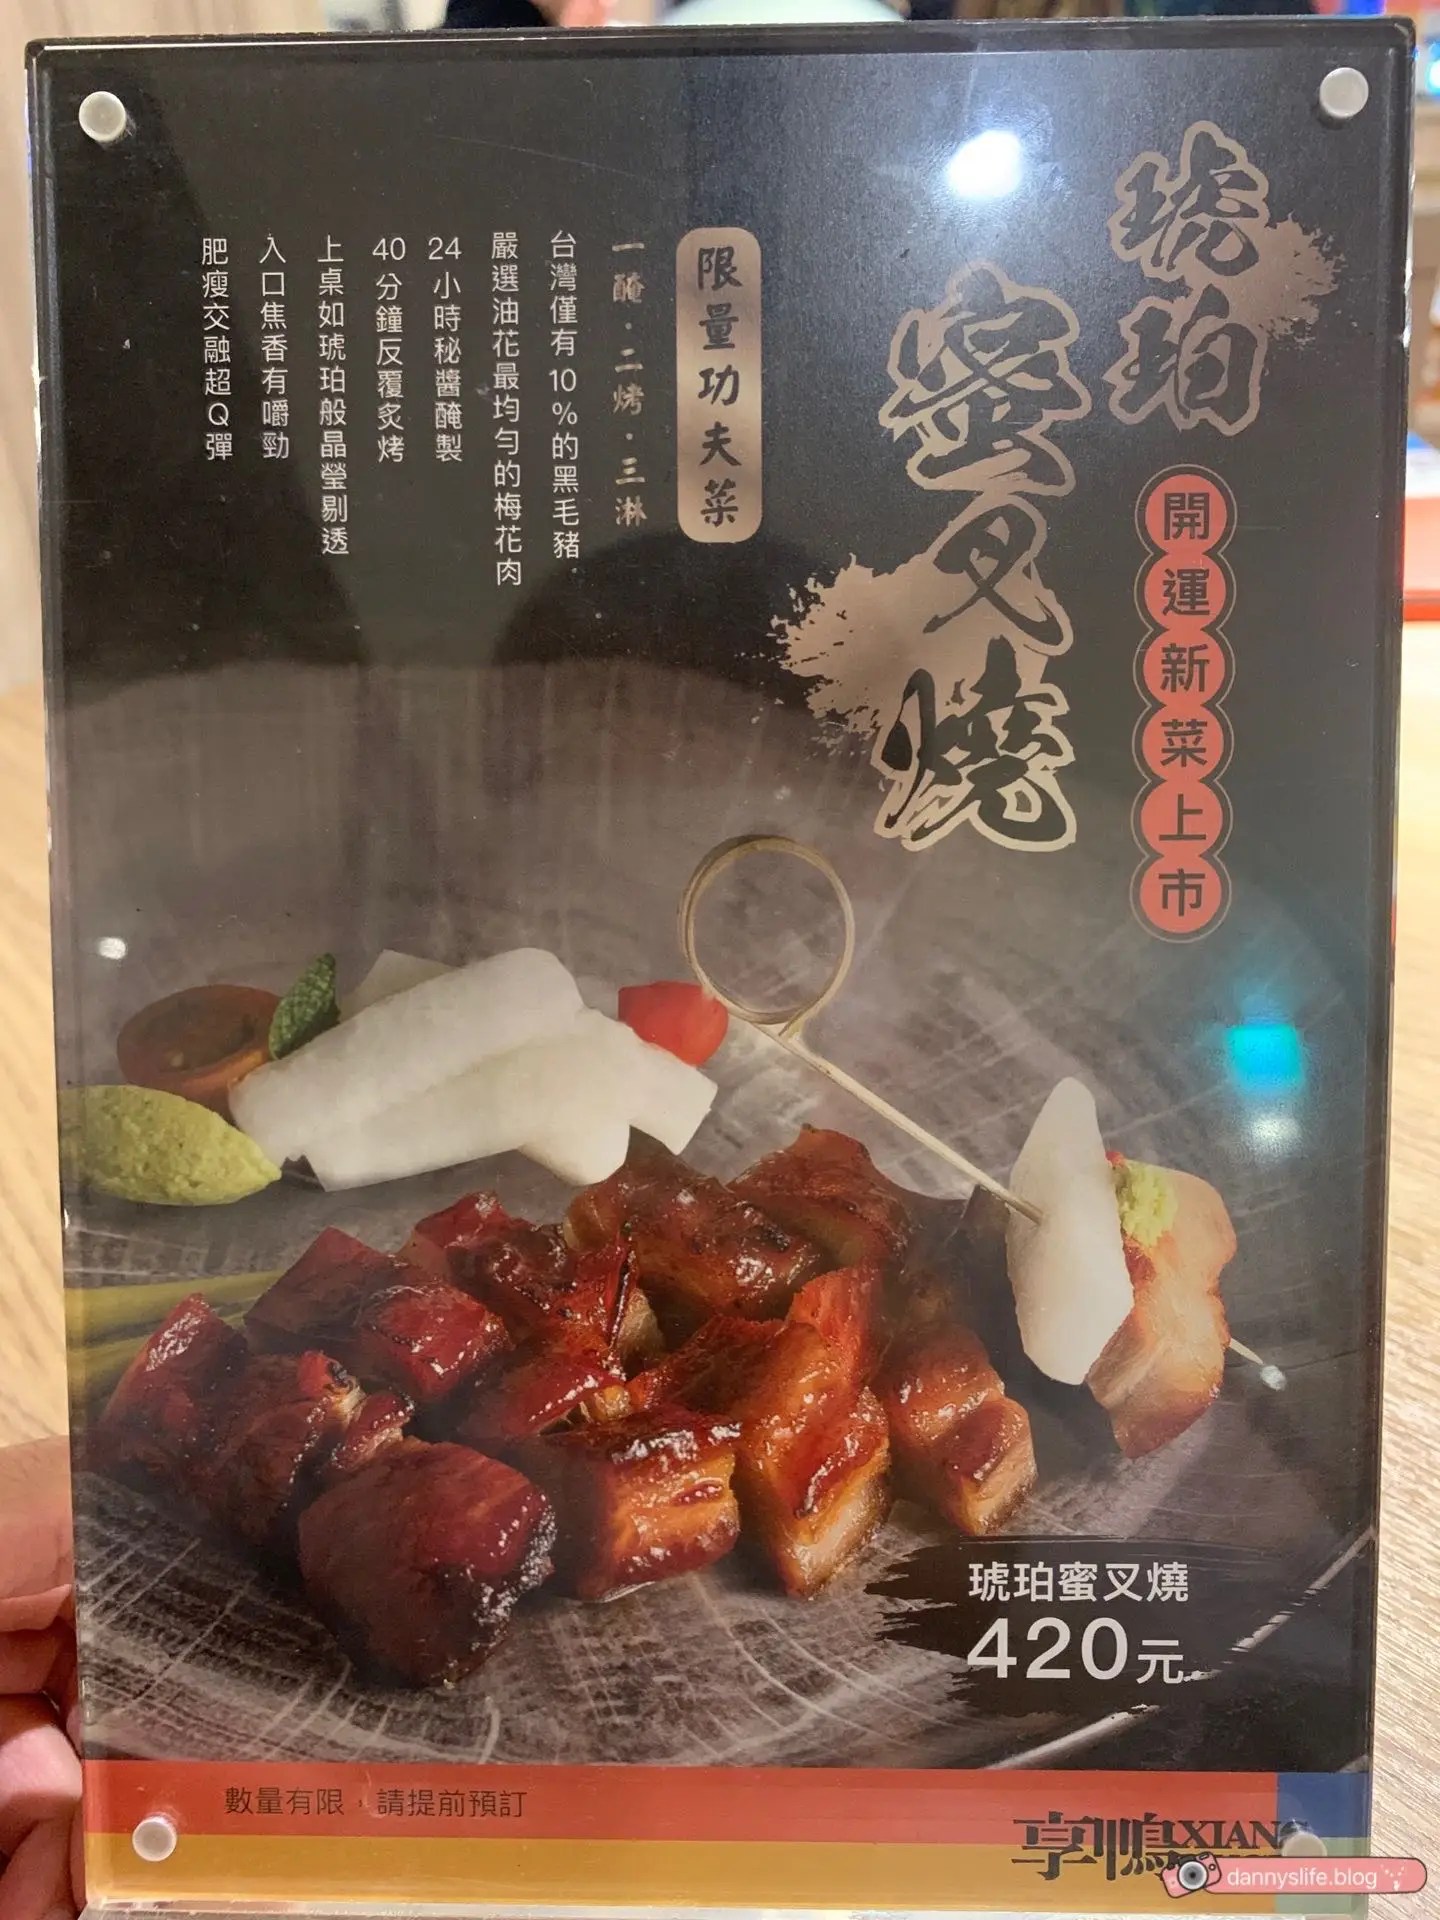 琥珀
蜜叉燒
開運新菜上市
限量功夫菜
一醃·二烤·三淋
台灣僅有10%的黑毛豬
嚴選油花最均勻的梅花肉
24小時秘醬醃製
40分鐘反覆炙烤
上桌如琥珀般晶瑩剔透
入口焦香有嚼勁
肥瘦交融超Q彈
琥珀蜜叉燒
420元
數量有限，請提前預訂
享鴨 XIANG
dannyslife.blog